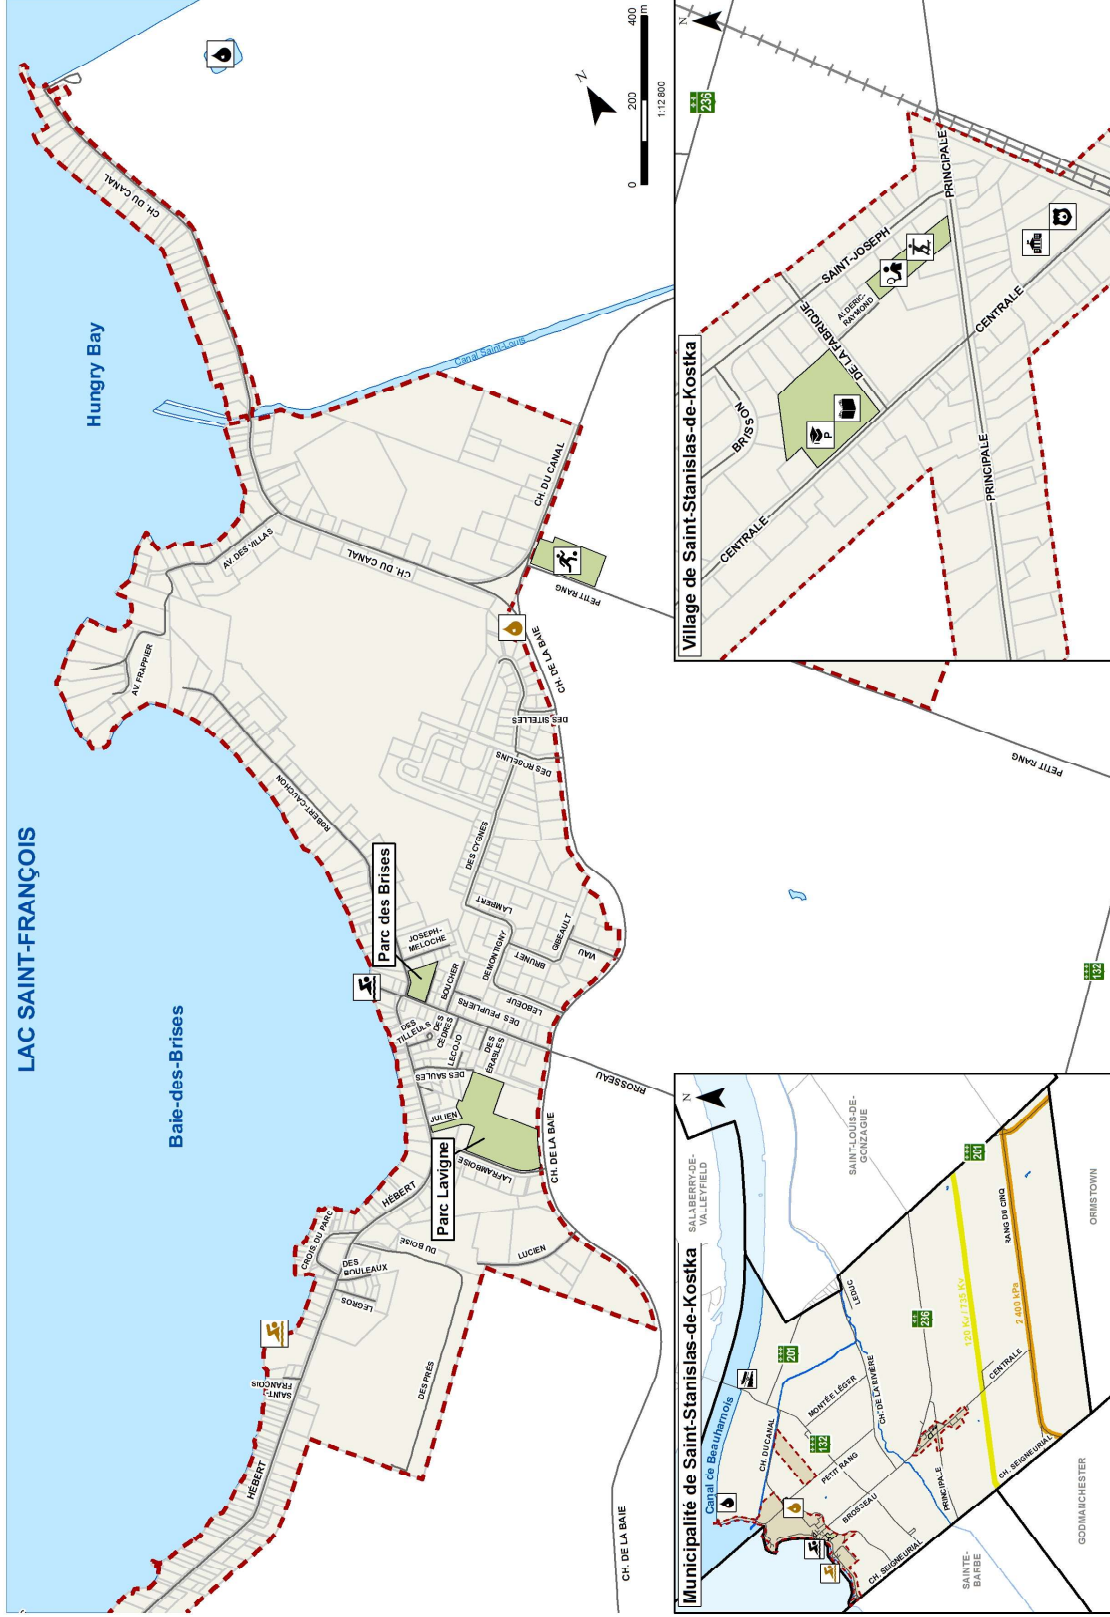 LAC SAINT-FRANÇOIS
Hungry Bay
Baie-des-Brises
CH. DU CANAL
Canal Saint-Louis
AV. DES VILLAS
CH. DU CANAL
CH. DU CANAL
AV. FRAPPIER
PETIT RANG
CH. DE LA BAIE
DES SITELLES
DES ROSELINS
ROBERT-CAUCHON
DES CYGNES
LAMBERT
Parc des Brises
JOSEPH-
MELOCHE
DEMONTIGNY
BRUNET
GIBEAULT
VIAU
BOUCHER
LEBOEUF
DES PEUPLIERS
DES
TILLEULS
DES
CÈDRES
DES
ÉRABLES
DES SAULES
BROSSEAU
JULIEN
Parc Lavigne
LAFRAMBOISE
CH. DE LA BAIE
HÉBERT
CROIS. DU PARC
DU BOISÉ
LUCIEN
DES
BOULEAUX
LEGROS
DES PRÉS
SAINT-
FRANÇOIS
HÉBERT
CH. DE LA BAIE
PETIT RANG
132
N
0
200
400
m
1:12 800
Village de Saint-Stanislas-de-Kostka
N
236
PRINCIPALE
SAINT-JOSEPH
ALDERIC-
RAYMOND
DE LA FABRIQUE
CENTRALE
BRISSON
P
CENTRALE
PRINCIPALE
Municipalité de Saint-Stanislas-de-Kostka
N
SALABERRY-DE-
VALLEYFIELD
SAINT-LOUIS-DE-
GONZAGUE
Canal de Beauharnois
201
LEDUC
MONTÉE LÉGER
CH. DE LA RIVIÈRE
CH. DU CANAL
132
PETIT RANG
BROSSEAU
236
201
RANG DU CINQ
120 Kv / 735 Kv
2 400 kPa
CENTRALE
PRINCIPALE
CH. SEIGNEURIAL
CH. SEIGNEURIAL
SAINTE-
BARBE
GODMANCHESTER
ORMSTOWN